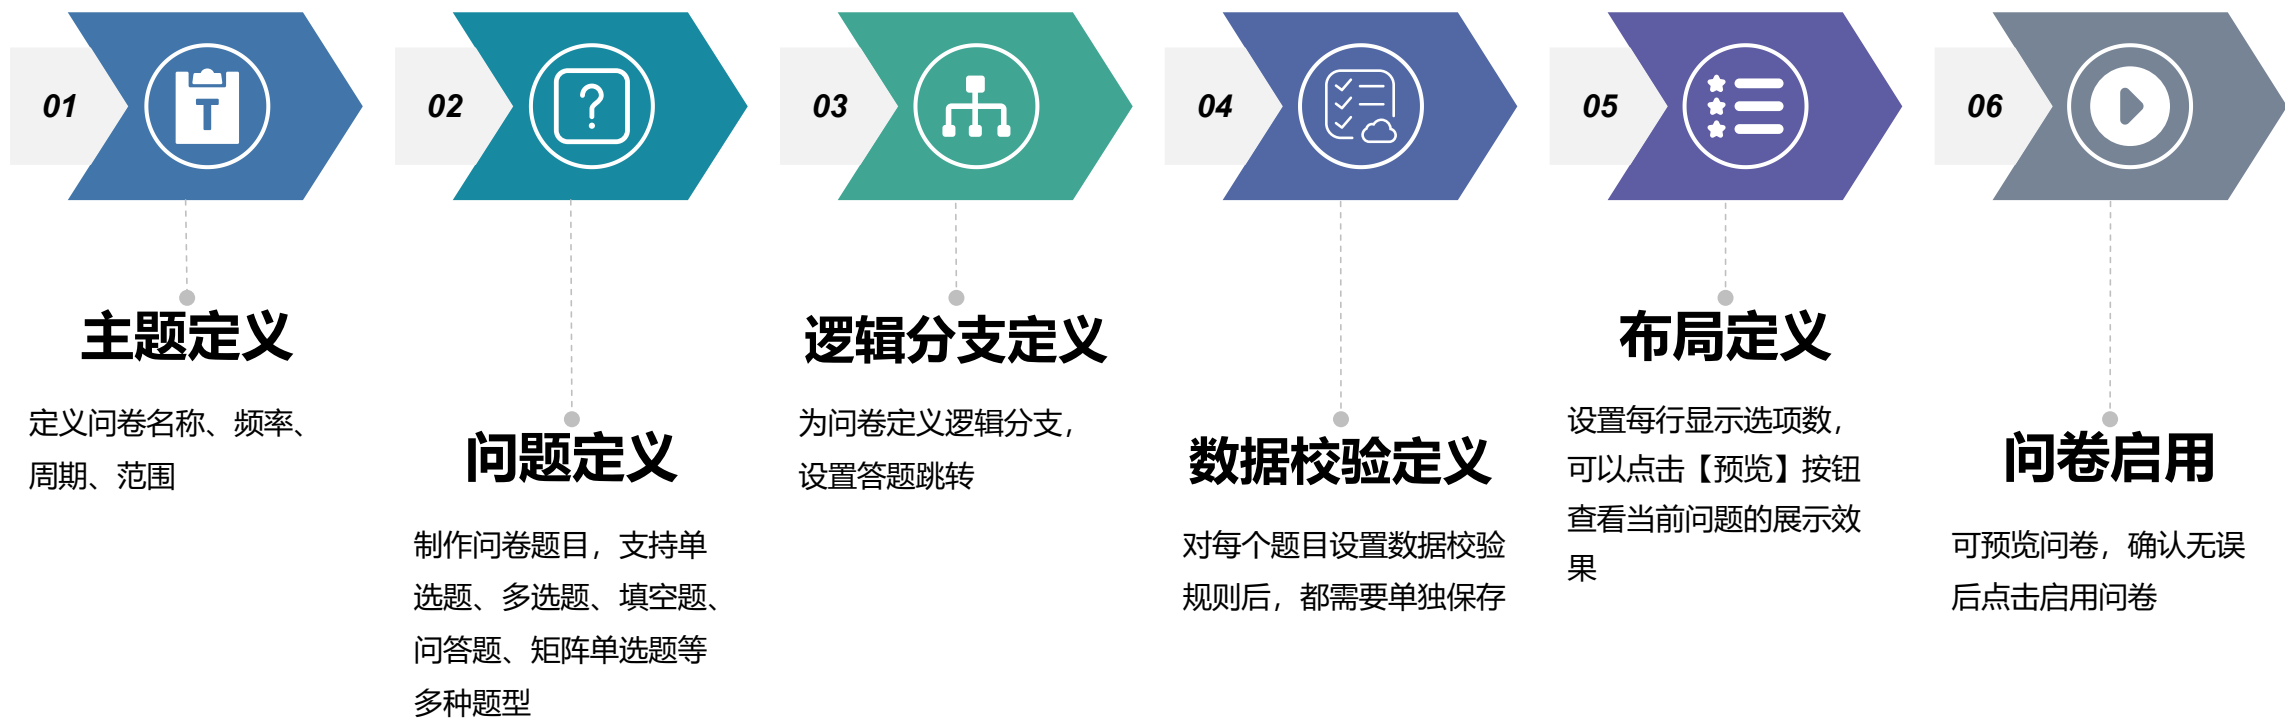 01
主题定义
定义问卷名称、频率、
周期、范围
02
问题定义
制作问卷题目，支持单
选题、多选题、填空题、
问答题、矩阵单选题等
多种题型
03
逻辑分支定义
为问卷定义逻辑分支，
设置答题跳转
04
数据校验定义
对每个题目设置数据校验
规则后，都需要单独保存
05
布局定义
设置每行显示选项数，
可以点击【预览】按钮
查看当前问题的展示效
果
06
问卷启用
可预览问卷，确认无误
后点击启用问卷